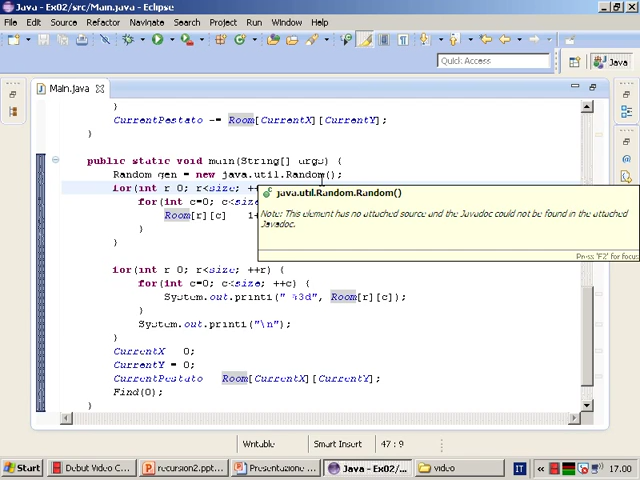 Java - Ex02/src/Main.java - Eclipse
File Edit Source Refactor Navigate Search Project Run Window Help
Quick Access
Java
Main.java
}
CurrentPestato -= Room[CurrentX][CurrentY];
}
public static void main(String[] args) {
Random gen = new java.util.Random();
for(int r 0; r<size; ++
for(int c=0; c<size
Room[r][c] 1+
}
}
java.util.Random.Random()
Note: This element has no attached source and the Javadoc could not be found in the attached
Javadoc.
Press 'F2' for focus
for(int r 0; r<size; ++r) {
for(int c=0; c<size; ++c) {
System.out.printf(" %3d", Room[r][c]);
}
System.out.printf("\n");
}
CurrentX 0;
CurrentY = 0;
CurrentPestato Room[CurrentX][CurrentY];
Find(0);
}
Writable Smart Insert 47 : 9
Start Debut Video C... recursion2.ppt... Presentazione ... Java - Ex02/... video IT 17.00